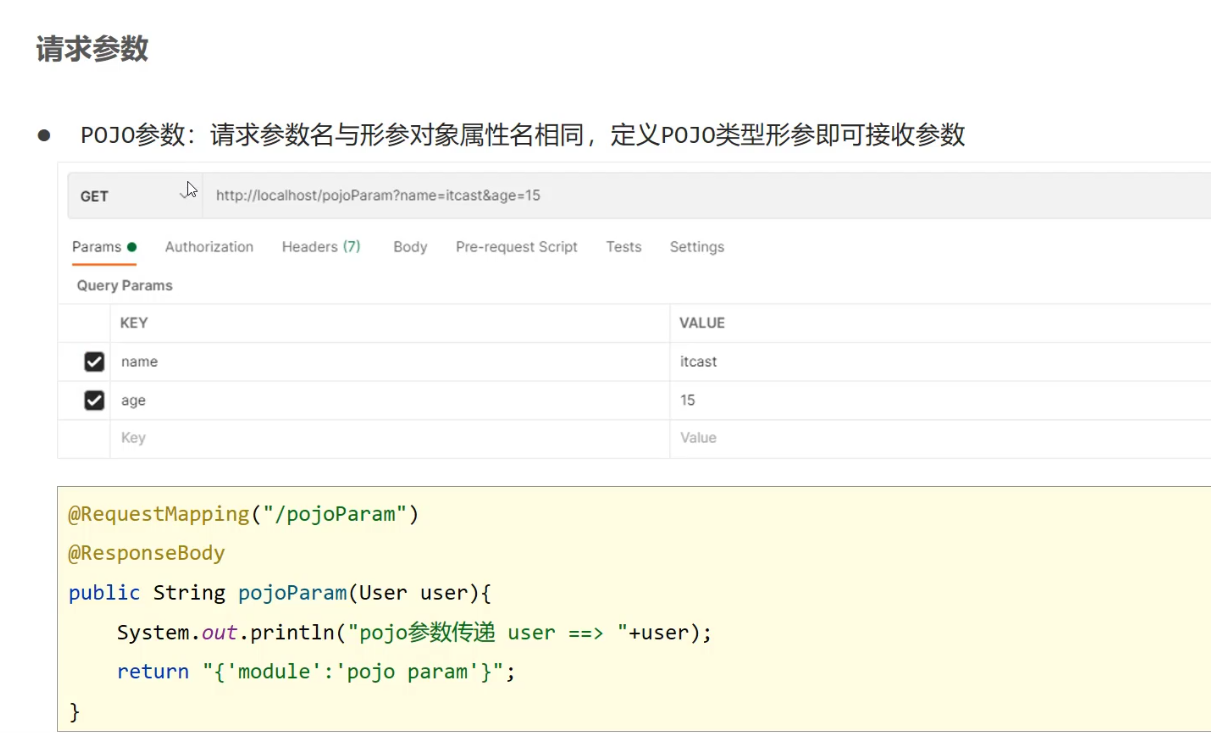 请求参数
● POJO参数：请求参数名与形参对象属性名相同，定义POJO类型形参即可接收参数
GET http://localhost/pojoParam?name=itcast&age=15
Params Authorization Headers (7) Body Pre-request Script Tests Settings
Query Params
KEY VALUE
name itcast
age 15
Key Value
@RequestMapping("/pojoParam")
@ResponseBody
public String pojoParam(User user){
    System.out.println("pojo参数传递 user ==> "+user);
    return "{'module':'pojo param'}";
}